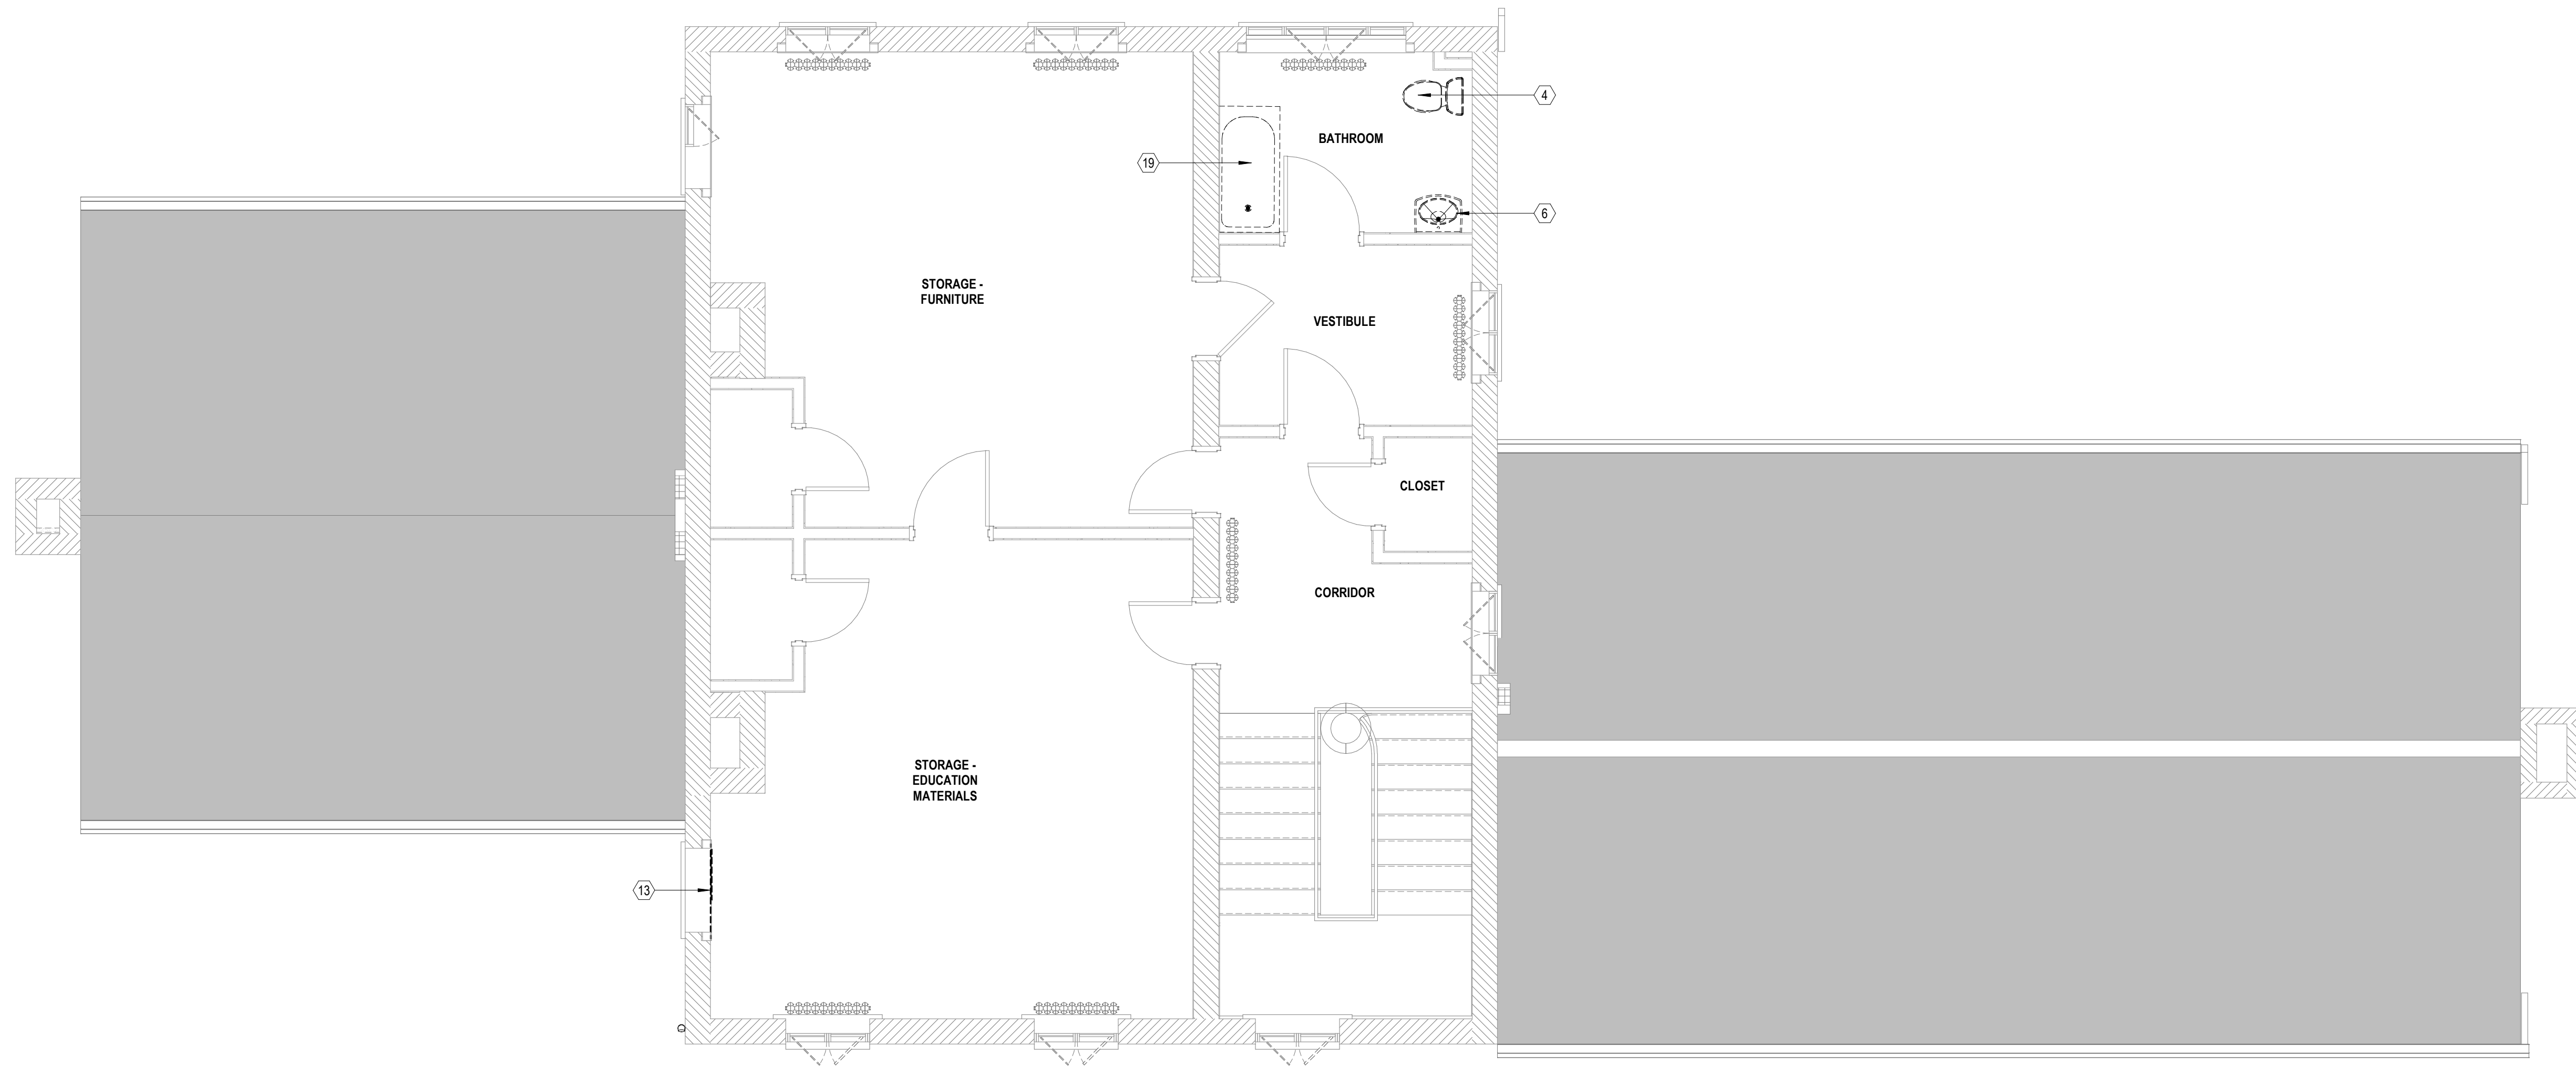 4
BATHROOM
19
6
STORAGE -
FURNITURE
VESTIBULE
CLOSET
CORRIDOR
STORAGE -
EDUCATION
MATERIALS
13